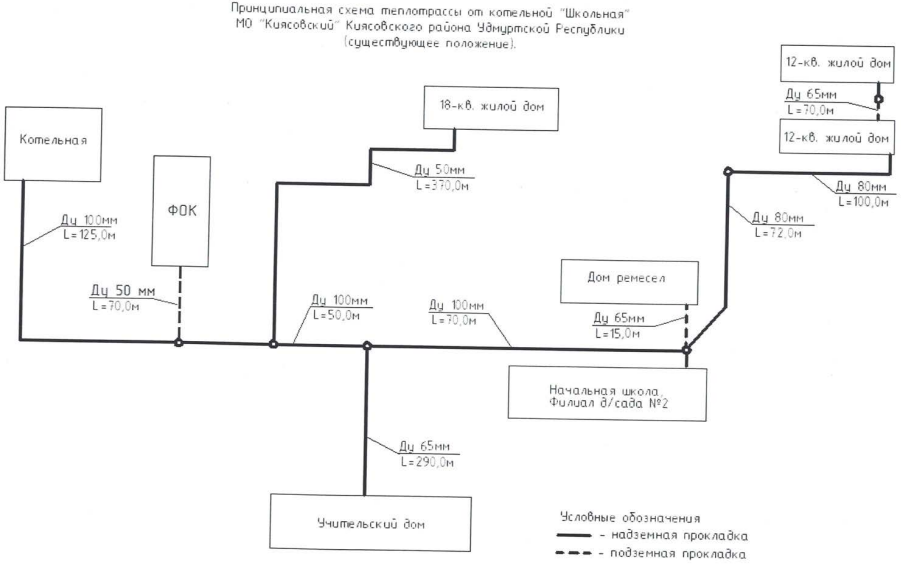 Принципиальная схема теплотрассы от котельной "Школьная"
МО "Киясовский" Киясовского района Удмуртской Республики
(существующее положение).
12-кв. жилой дом
Ду 65мм
L=70,0м
12-кв. жилой дом
18-кв. жилой дом
Котельная
ФОК
Ду 50мм
L=370,0м
Ду 80мм
L=100,0м
Ду 100мм
L=125,0м
Ду 80мм
L=72,0м
Дом ремесел
Ду 50 мм
L=70,0м
Ду 100мм
L=50,0м
Ду 100мм
L=70,0м
Ду 65мм
L=15,0м
Начальная школа,
Филиал д/сада №2
Ду 65мм
L=290,0м
Учительский дом
Условные обозначения
- надземная прокладка
- подземная прокладка